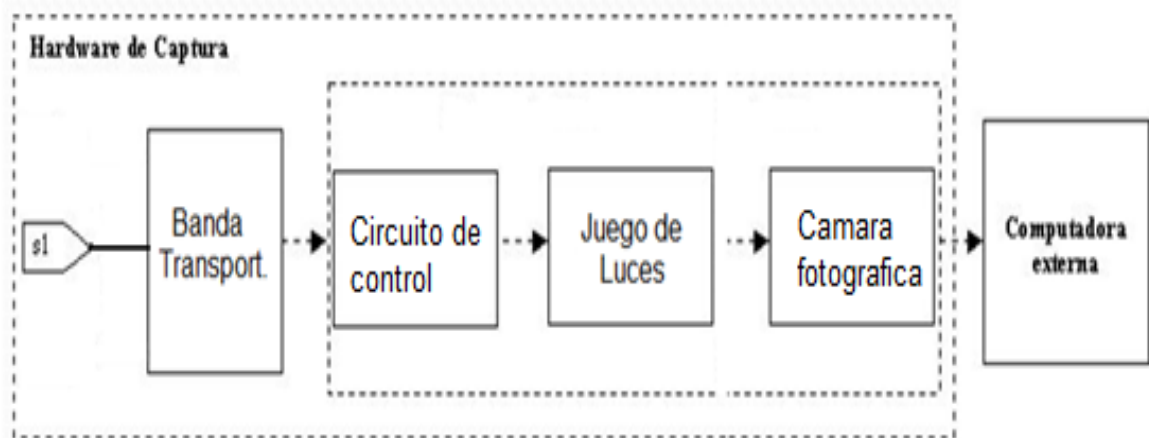 Hardware de Captura
s1
Banda
Transport.
Circuito de
control
Juego de
Luces
Camara
fotografica
Computadora
externa